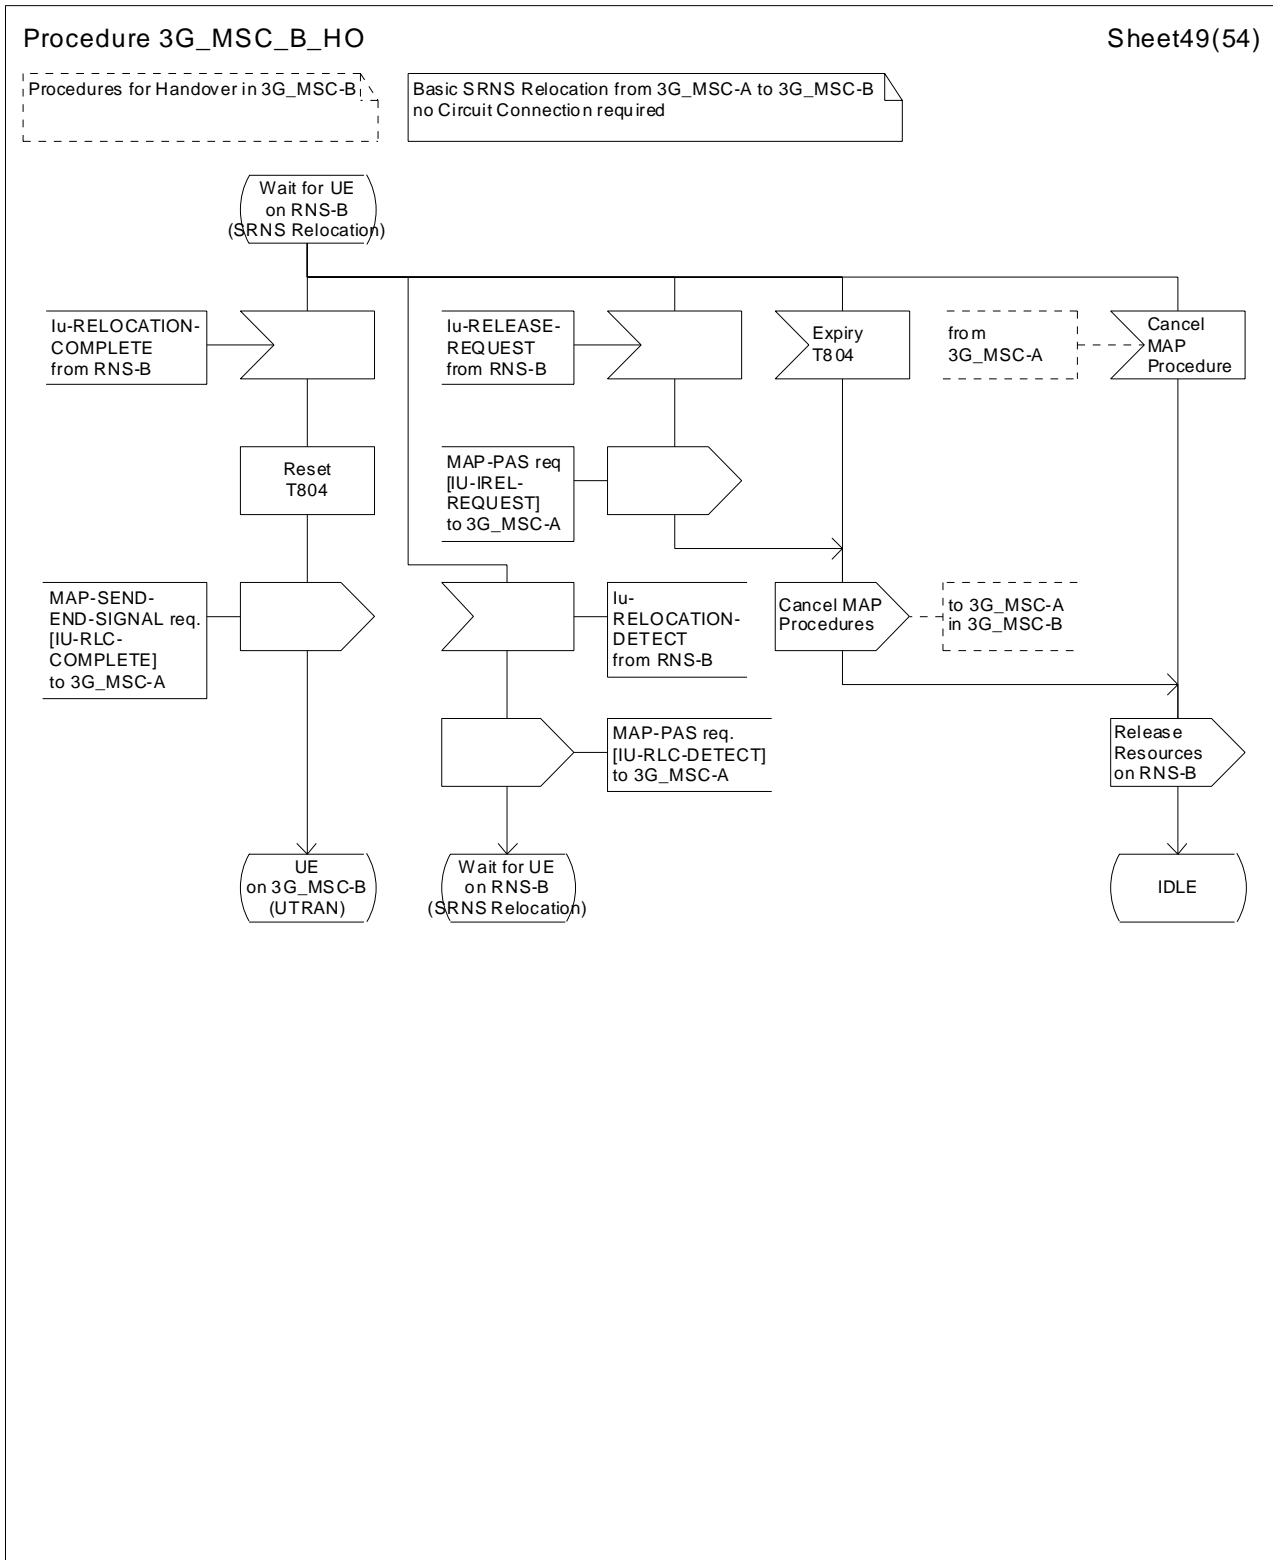 Procedure 3G_MSC_B_HO
Sheet49(54)
Procedures for Handover in 3G_MSC-B
Basic SRNS Relocation from 3G_MSC-A to 3G_MSC-B
no Circuit Connection required
Wait for UE
on RNS-B
(SRNS Relocation)
Iu-RELOCATION-
COMPLETE
from RNS-B
Iu-RELEASE-
REQUEST
from RNS-B
Expiry
T804
from
3G_MSC-A
Cancel
MAP
Procedure
Reset
T804
MAP-PAS req
[IU-IREL-
REQUEST]
to 3G_MSC-A
MAP-SEND-
END-SIGNAL req.
[IU-RLC-
COMPLETE]
to 3G_MSC-A
Iu-
RELOCATION-
DETECT
from RNS-B
Cancel MAP
Procedures
to 3G_MSC-A
in 3G_MSC-B
MAP-PAS req.
[IU-RLC-DETECT]
to 3G_MSC-A
Release
Resources
on RNS-B
UE
on 3G_MSC-B
(UTRAN)
Wait for UE
on RNS-B
(SRNS Relocation)
IDLE